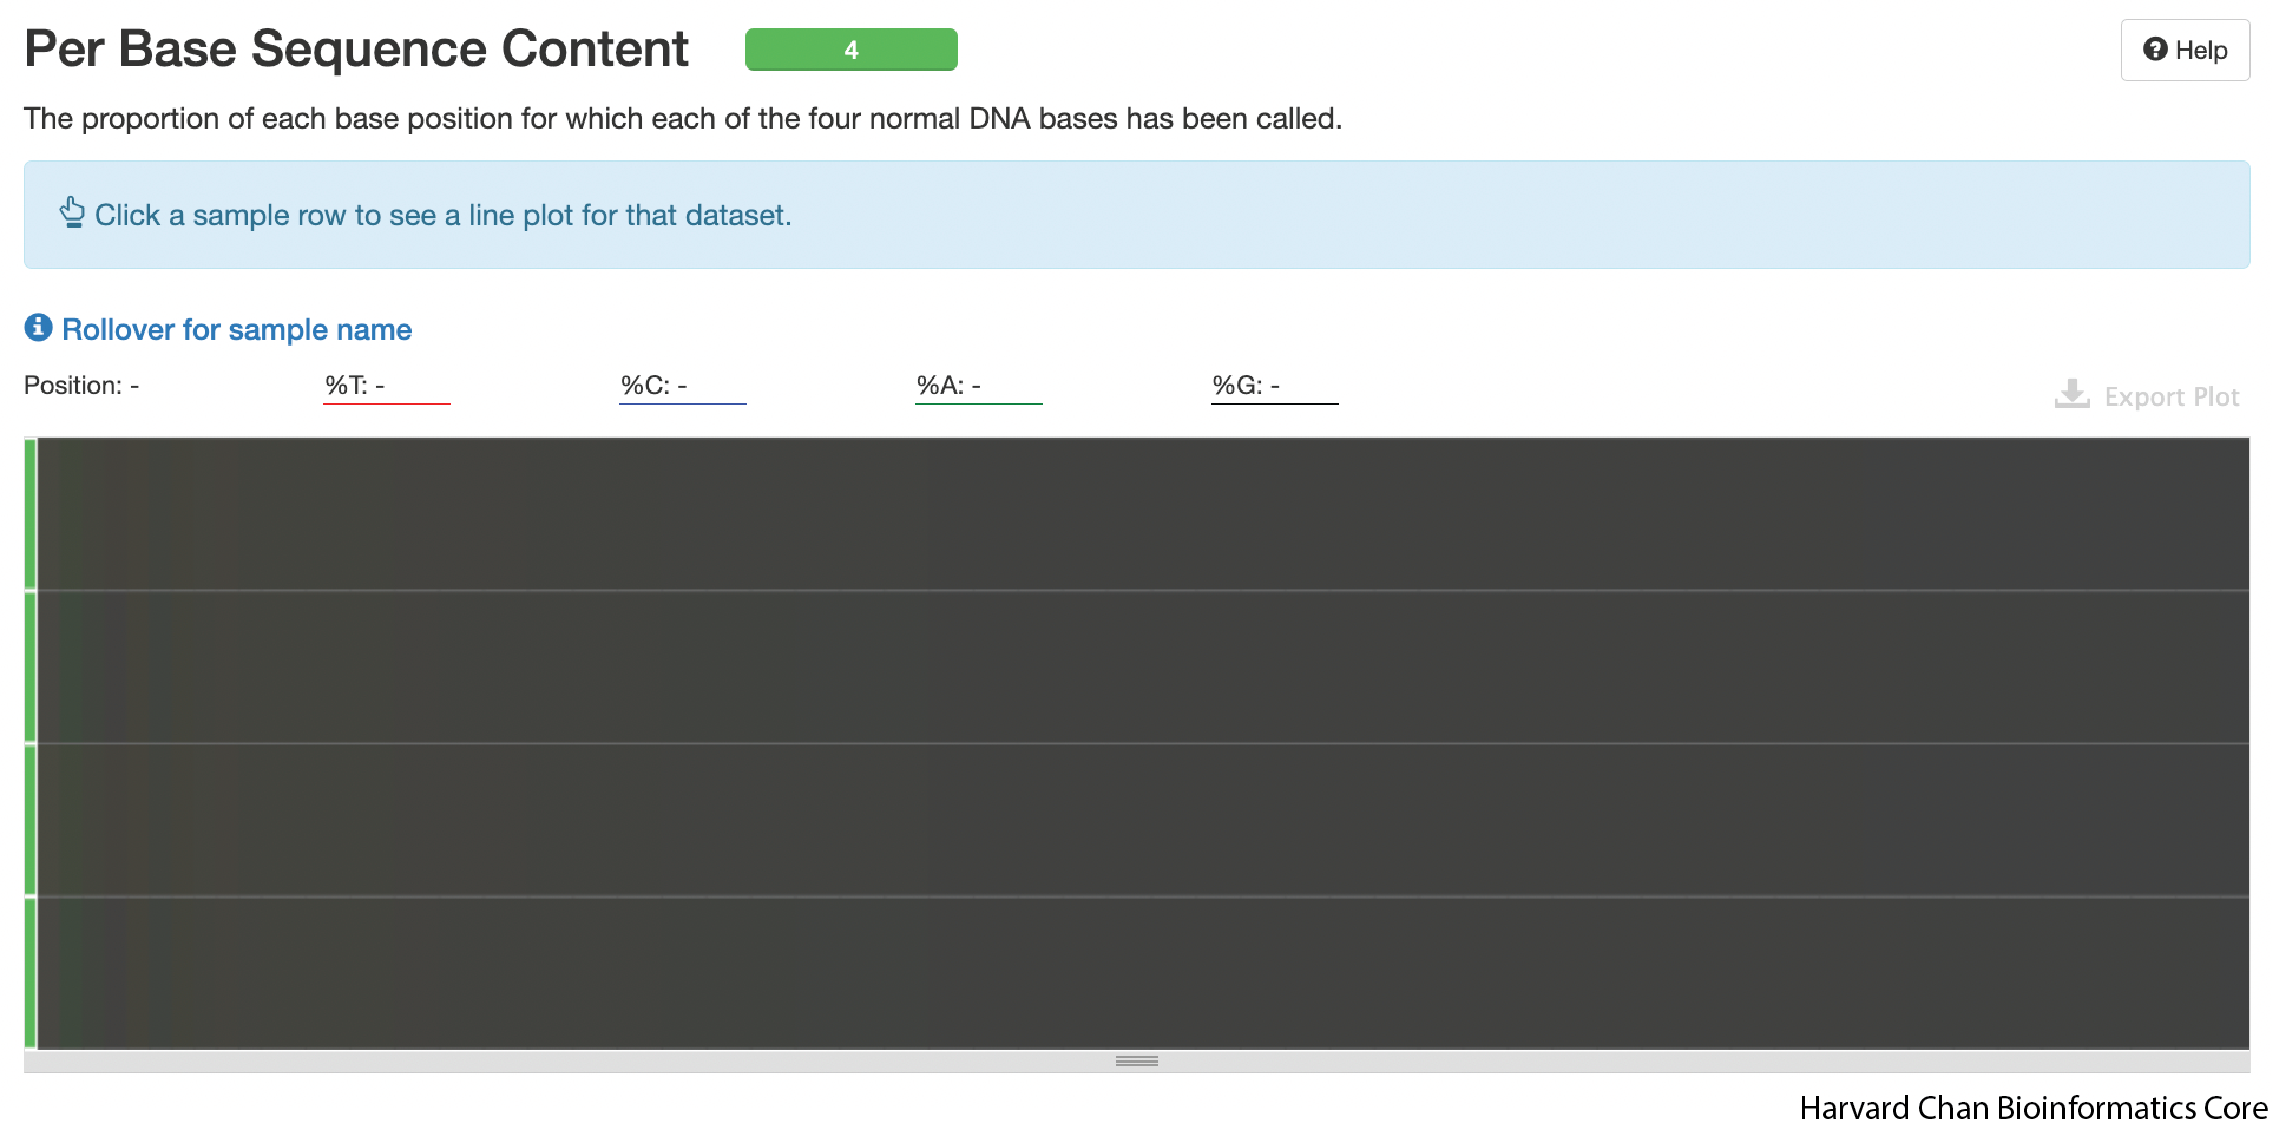 Per Base Sequence Content 4 Help
The proportion of each base position for which each of the four normal DNA bases has been called.
Click a sample row to see a line plot for that dataset.
Rollover for sample name
Position: - %T: - %C: - %A: - %G: - Export Plot
Harvard Chan Bioinformatics Core